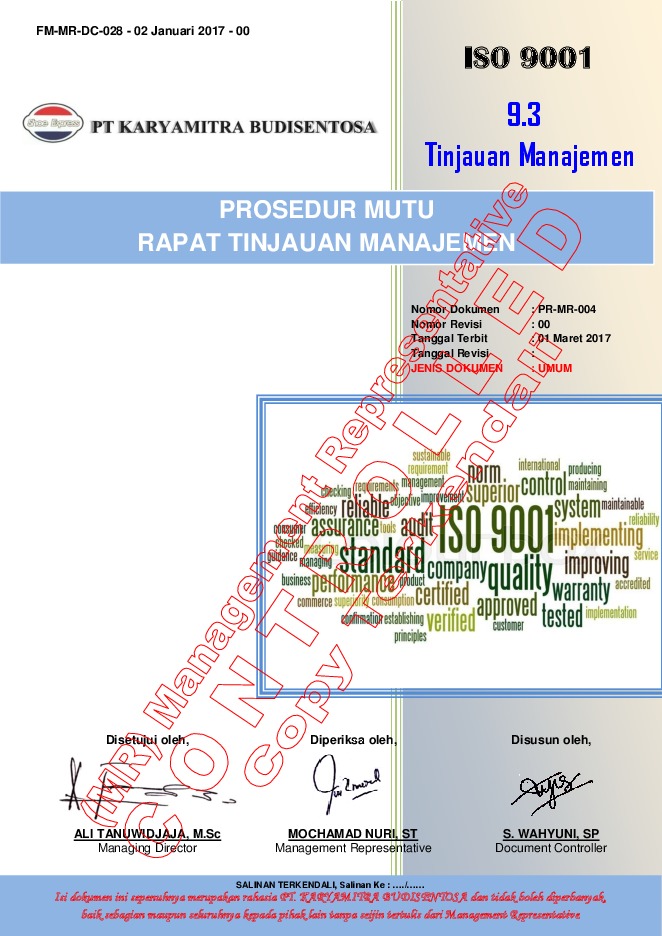 FM-MR-DC-028 - 02 Januari 2017 - 00
ISO 9001
Shoe Express
PT KARYAMITRA BUDISENTOSA
9.3
Tinjauan Manajemen
PROSEDUR MUTU
RAPAT TINJAUAN MANAJEMEN
Nomor Dokumen : PR-MR-004
Nomor Revisi : 00
Tanggal Terbit : 01 Maret 2017
Tanggal Revisi :
JENIS DOKUMEN : UMUM
(MR) Management Representative
CONTROLLED
Copy Terkendali
sustainable
requirement
norm
international
producing
checking
requirements
management
superior
control
maintaining
efficiency
reliable
objective
improvement
system
maintainable
consumer
assurance
tools
audit
ISO 9001
reliability
checked
measuring
implementing
guidance
managing
standard
company
quality
improving
service
business
performance
product
certified
warranty
accredited
commerce
superiority
consumption
approved
tested
implementation
confirmation
establishing
verified
customer
principles
Disetujui oleh,
Diperiksa oleh,
Disusun oleh,
ALI TANUWIDJAJA, M.Sc
MOCHAMAD NURI, ST
S. WAHYUNI, SP
Managing Director
Management Representative
Document Controller
SALINAN TERKENDALI, Salinan Ke : ..../......
Isi dokumen ini sepenuhnya merupakan rahasia PT. KARYAMITRA BUDISENTOSA dan tidak boleh diperbanyak,
baik sebagian maupun seluruhnya kepada pihak lain tanpa seijin tertulis dari Management Representative